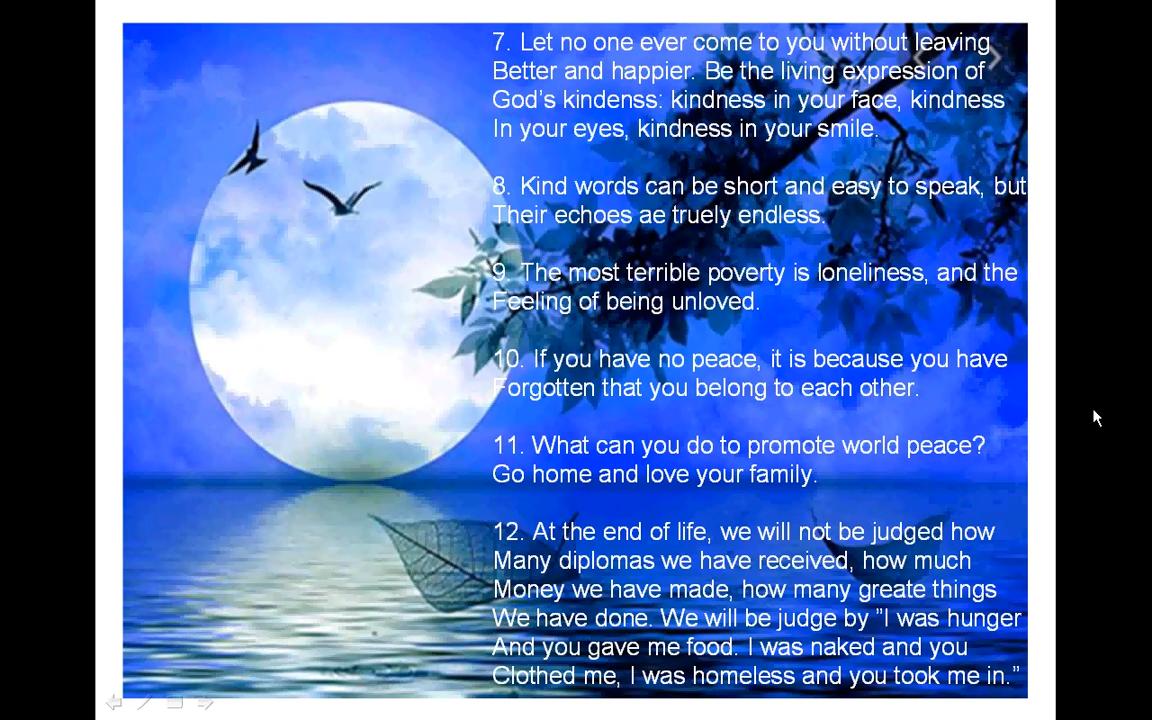 7. Let no one ever come to you without leaving
Better and happier. Be the living expression of
God's kindenss: kindness in your face, kindness
In your eyes, kindness in your smile.
8. Kind words can be short and easy to speak, but
Their echoes ae truely endless.
9. The most terrible poverty is loneliness, and the
Feeling of being unloved.
10. If you have no peace, it is because you have
Forgotten that you belong to each other.
11. What can you do to promote world peace?
Go home and love your family.
12. At the end of life, we will not be judged how
Many diplomas we have received, how much
Money we have made, how many greate things
We have done. We will be judge by ”I was hunger
And you gave me food. I was naked and you
Clothed me, I was homeless and you took me in.”